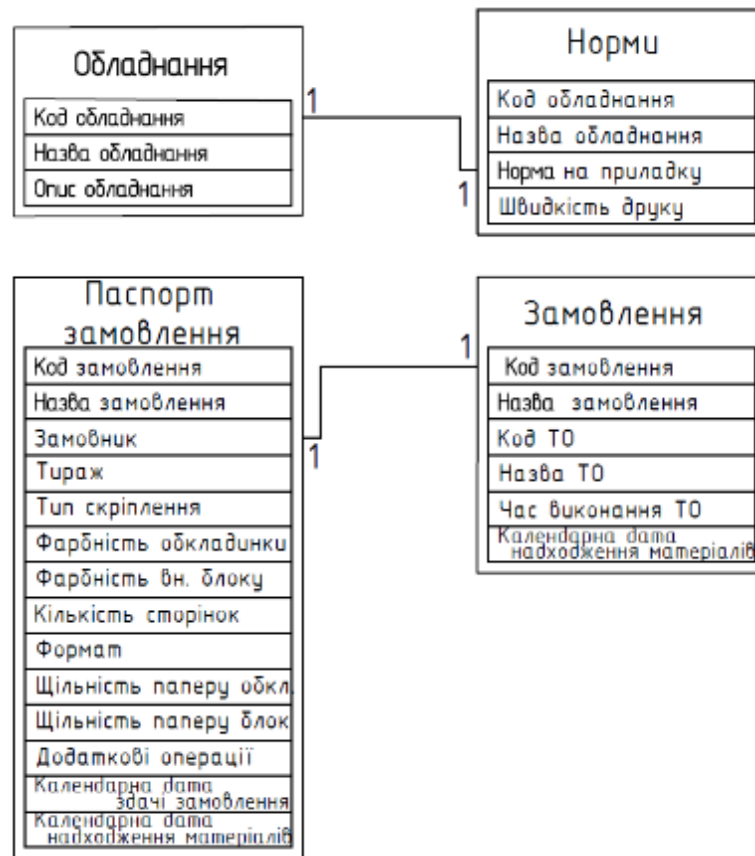 Обладнання
Код обладнання
Назва обладнання
Опис обладнання
1
1
Норми
Код обладнання
Назва обладнання
Норма на приладку
Швидкість друку
Паспорт
замовлення
Код замовлення
Назва замовлення
Замовник
Тираж
Тип скріплення
Фарбність обкладинки
Фарбність вн. блоку
Кількість сторінок
Формат
Щільність паперу обкл.
Щільність паперу блок
Додаткові операції
Календарна дата
здачі замовлення
Календарна дата
надходження матеріалів
1
1
Замовлення
Код замовлення
Назва замовлення
Код ТО
Назва ТО
Час виконання ТО
Календарна дата
надходження матеріалів